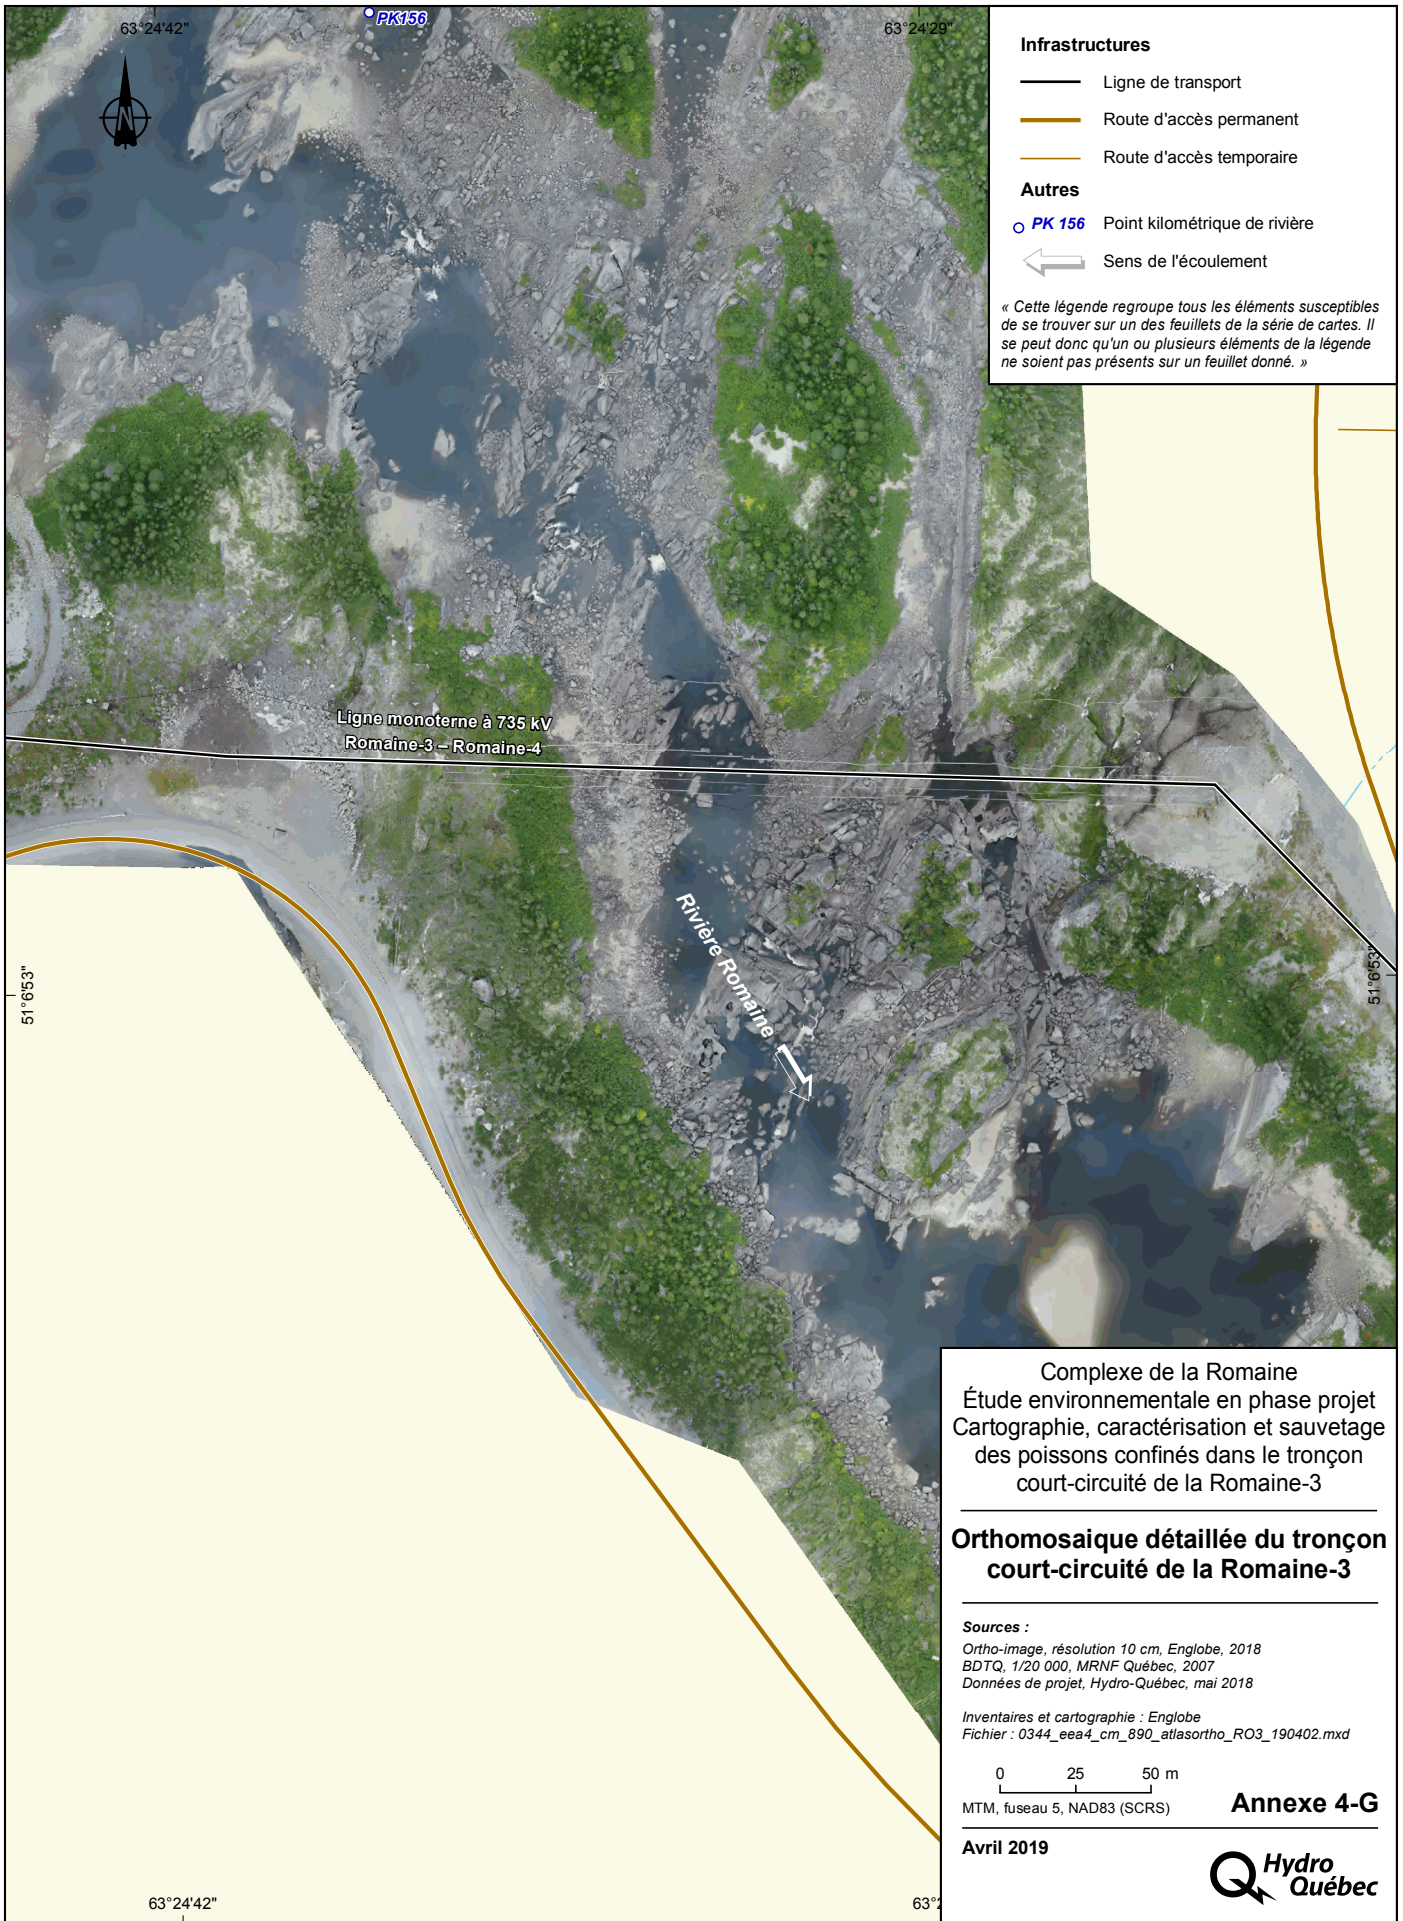 63°24'42"
PK156
63°24'29"
N
Infrastructures
Ligne de transport
Route d'accès permanent
Route d'accès temporaire
Autres
PK 156 Point kilométrique de rivière
Sens de l'écoulement
« Cette légende regroupe tous les éléments susceptibles
de se trouver sur un des feuillets de la série de cartes. Il
se peut donc qu'un ou plusieurs éléments de la légende
ne soient pas présents sur un feuillet donné. »
Ligne monoterne à 735 kV
Romaine-3 – Romaine-4
Rivière Romaine
51°6'53"
51°6'53"
Complexe de la Romaine
Étude environnementale en phase projet
Cartographie, caractérisation et sauvetage
des poissons confinés dans le tronçon
court-circuité de la Romaine-3
Orthomosaique détaillée du tronçon
court-circuité de la Romaine-3
Sources :
Ortho-image, résolution 10 cm, Englobe, 2018
BDTQ, 1/20 000, MRNF Québec, 2007
Données de projet, Hydro-Québec, mai 2018
Inventaires et cartographie : Englobe
Fichier : 0344_eea4_cm_890_atlasortho_RO3_190402.mxd
0 25 50 m
MTM, fuseau 5, NAD83 (SCRS)
Annexe 4-G
Avril 2019
Hydro
Québec
63°24'42"